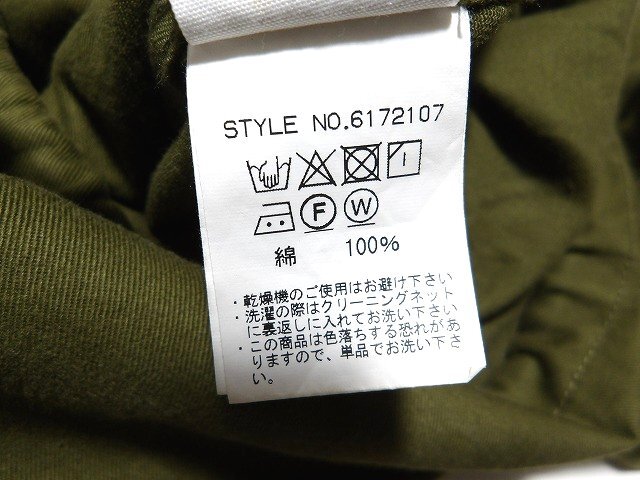 STYLE NO.6172107
F W
綿 100%
・乾燥機のご使用はお避け下さい
・洗濯の際はクリーニングネット
に裏返しに入れてお洗い下さい
・この商品は色落ちする恐れがあ
りますので、単品でお洗い下さ
い。